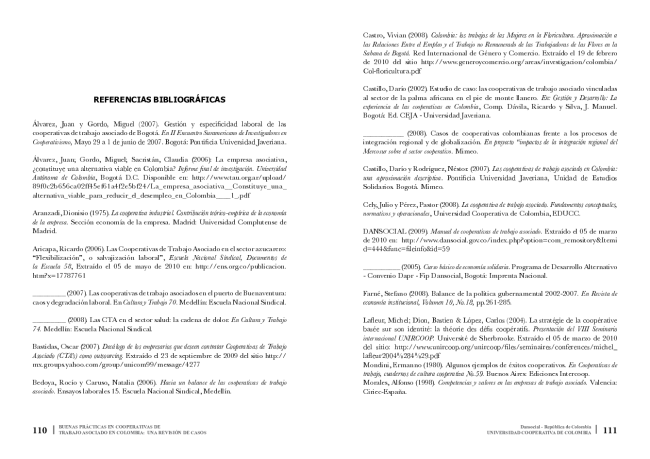 REFERENCIAS BIBLIOGRÁFICAS
Álvarez, Juan y Gordo, Miguel (2007). Gestión y especificidad laboral de las
cooperativas de trabajo asociado de Bogotá. En II Encuentro Suramericano de Investigadores en
Cooperativismo, Mayo 29 a 1 de junio de 2007. Bogotá: Pontificia Universidad Javeriana.
Álvarez, Juan; Gordo, Miguel; Sacristán, Claudia (2006): La empresa asociativa,
¿constituye una alternativa viable en Colombia? Informe final de investigación. Universidad
Autónoma de Colombia, Bogotá D.C. Disponible en: http://www.tau.org.ar/upload/
89f0c2b656ca02ff45ef61a4f2e5bf24/La_empresa_asociativa__Constituye_una_
alternativa_viable_para_reducir_el_desempleo_en_Colombia____1_.pdf
Aranzadi, Dionisio (1975). La cooperativa industrial. Contribución teórico-empírica de la economía
de la empresa. Sección economía de la empresa. Madrid: Universidad Complutense de
Madrid.
Aricapa, Ricardo (2006). Las Cooperativas de Trabajo Asociado en el sector azucarero:
"Flexibilización", o salvajización laboral", Escuela Nacional Sindical, Documentos de
la Escuela 58, Extraído el 05 de mayo de 2010 en: http://ens.org.co/publicacion.
htm?x=17787761
__________ (2007). Las cooperativas de trabajo asociado en el puerto de Buenaventura:
caos y degradación laboral. En Cultura y Trabajo 70. Medellín: Escuela Nacional Sindical.
__________ (2008). Las CTA en el sector salud: la cadena de dolor. En Cultura y Trabajo
74. Medellín: Escuela Nacional Sindical.
Bastidas, Oscar (2007). Decálogo de las empresarias que deseen contratar Cooperativas de Trabajo
Asociado (CTA's) como outsourcing. Extraído el 23 de septiembre de 2009 del sitio http://
mx.groups.yahoo.com/group/unicom99/message/4277
Bedoya, Rocío y Caruso, Natalia (2006). Hacia un balance de las cooperativas de trabajo
asociado. Ensayos laborales 15. Escuela Nacional Sindical, Medellín.
110 BUENAS PRÁCTICAS EN COOPERATIVAS DE
TRABAJO ASOCIADO EN COLOMBIA: UNA REVISIÓN DE CASOS
Castro, Vivian (2008). Colombia: los trabajos de las Mujeres en la Floricultura. Aproximación a
las Relaciones Entre el Empleo y el Trabajo no Remunerado de las Trabajadoras de las Flores en la
Sabana de Bogotá. Red Internacional de Género y Comercio. Extraído el 19 de febrero
de 2010 del sitio http://www.generoycomercio.org/areas/investigacion/colombia/
Col-floricultura.pdf
Castillo, Darío (2002). Estudio de caso: las cooperativas de trabajo asociado vinculadas
al sector de la palma africana en el pie de monte llanero. En: Gestión y Desarrollo: La
experiencia de las cooperativas en Colombia, Comp. Dávila, Ricardo y Silva, J. Manuel.
Bogotá: Ed. CEJA - Universidad Javeriana.
__________ (2008). Casos de cooperativas colombianas frente a los procesos de
integración regional y de globalización. En proyecto "impactos de la integración regional del
Mercosur sobre el sector cooperativo. Mimeo.
Castillo, Darío y Rodríguez, Néstor (2007). Las cooperativas de trabajo asociado en Colombia:
una aproximación descriptiva. Pontificia Universidad Javeriana, Unidad de Estudios
Solidarios. Bogotá. Mimeo.
Cely, Julio y Pérez, Pastor (2008). La cooperativa de trabajo asociado. Fundamentos conceptuales,
normativos y operacionales, Universidad Cooperativa de Colombia, EDUCC.
DANSOCIAL (2009). Manual de cooperativas de trabajo asociado. Extraído el 05 de marzo
de 2010 en: http://www.dansocial.gov.co/index.php?option=com_remository&Itemi
d=444&func=fileinfo&id=59
__________ (2005). Curso básico de economía solidaria. Programa de Desarrollo Alternativo
- Convenio Dapr - Fip Dansocial, Bogotá: Imprenta Nacional.
Farné, Stefano (2008). Balance de la política gubernamental 2002-2007. En Revista de
economía institucional, Volumen 10, No.18, pp.261-285.
Lafleur, Michel; Dion, Bastien & López, Carlos (2004). La stratégie de la coopérative
basée sur son identité: la théorie des défis coopératifs. Presentación del VIII Seminario
internacional UNIRCOOP. Université de Sherbrooke. Extraído el 05 de marzo de 2010
del sitio: http://www.unircoop.org/unircoop/files/seminaires/conferences/michel_
lafleur2004%284%29.pdf
Mondini, Ermanno (1980). Algunos ejemplos de éxitos cooperativos. En Cooperativas de
trabajo, cuadernos de cultura cooperativa No.59. Buenos Aires: Ediciones Intercoop.
Morales, Alfonso (1998). Competencias y valores en las empresas de trabajo asociado. Valencia:
Ciriec-España.
Dansocial - República de Colombia
UNIVERSIDAD COOPERATIVA DE COLOMBIA 111